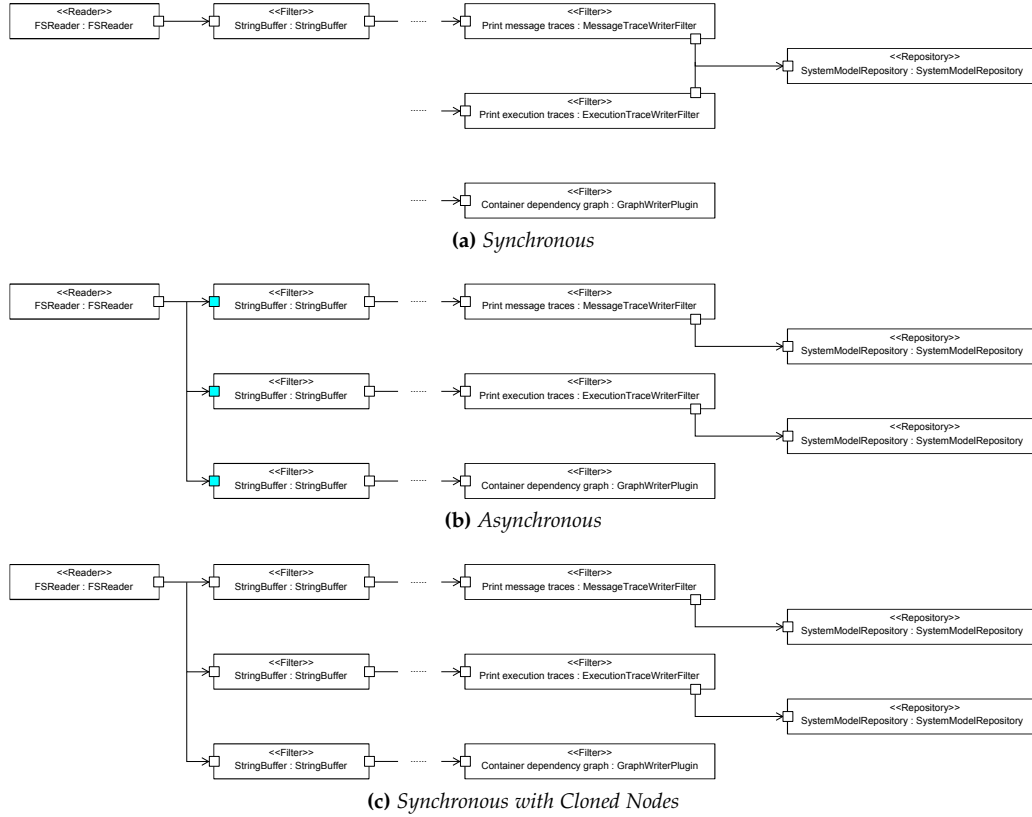 <<Reader>>
FSReader : FSReader
<<Filter>>
StringBuffer : StringBuffer
......
<<Filter>>
Print message traces : MessageTraceWriterFilter
<<Repository>>
SystemModelRepository : SystemModelRepository
......
<<Filter>>
Print execution traces : ExecutionTraceWriterFilter
......
<<Filter>>
Container dependency graph : GraphWriterPlugin
(a) Synchronous
<<Reader>>
FSReader : FSReader
<<Filter>>
StringBuffer : StringBuffer
......
<<Filter>>
Print message traces : MessageTraceWriterFilter
<<Repository>>
SystemModelRepository : SystemModelRepository
<<Filter>>
StringBuffer : StringBuffer
......
<<Filter>>
Print execution traces : ExecutionTraceWriterFilter
<<Repository>>
SystemModelRepository : SystemModelRepository
<<Filter>>
StringBuffer : StringBuffer
......
<<Filter>>
Container dependency graph : GraphWriterPlugin
(b) Asynchronous
<<Reader>>
FSReader : FSReader
<<Filter>>
StringBuffer : StringBuffer
......
<<Filter>>
Print message traces : MessageTraceWriterFilter
<<Repository>>
SystemModelRepository : SystemModelRepository
<<Filter>>
StringBuffer : StringBuffer
......
<<Filter>>
Print execution traces : ExecutionTraceWriterFilter
<<Repository>>
SystemModelRepository : SystemModelRepository
<<Filter>>
StringBuffer : StringBuffer
......
<<Filter>>
Container dependency graph : GraphWriterPlugin
(c) Synchronous with Cloned Nodes